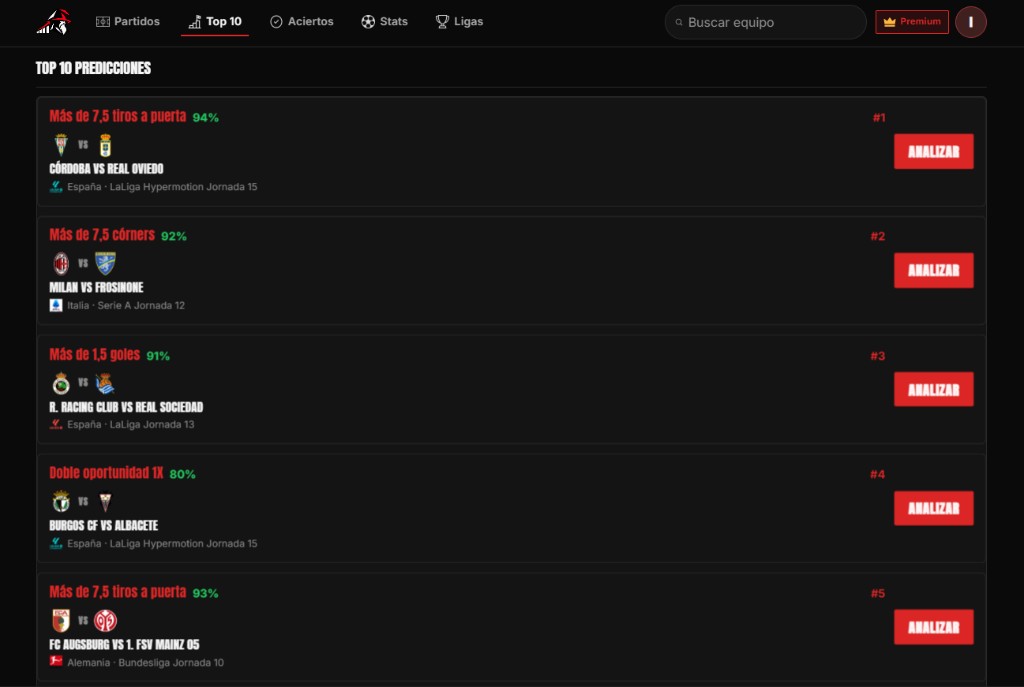 Partidos Top 10 Aciertos Stats Ligas Buscar equipo Premium I
TOP 10 PREDICCIONES
Más de 7,5 tiros a puerta 94% #1
VS
ANALIZAR
CÓRDOBA VS REAL OVIEDO
España · LaLiga Hypermotion Jornada 15
Más de 7,5 córners 92% #2
VS
ANALIZAR
MILAN VS FROSINONE
Italia · Serie A Jornada 12
Más de 1,5 goles 91% #3
VS
ANALIZAR
R. RACING CLUB VS REAL SOCIEDAD
España · LaLiga Jornada 13
Doble oportunidad 1X 80% #4
VS
ANALIZAR
BURGOS CF VS ALBACETE
España · LaLiga Hypermotion Jornada 15
Más de 7,5 tiros a puerta 93% #5
VS
ANALIZAR
FC AUGSBURG VS 1. FSV MAINZ 05
Alemania · Bundesliga Jornada 10